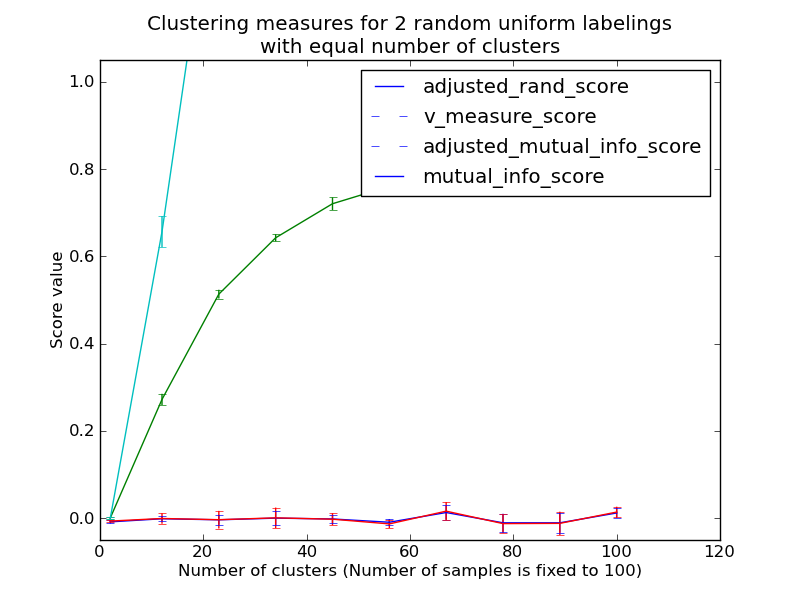 Clustering measures for 2 random uniform labelings
with equal number of clusters
adjusted_rand_score
v_measure_score
adjusted_mutual_info_score
mutual_info_score
Score value
1.0
0.8
0.6
0.4
0.2
0.0
0 20 40 60 80 100 120
Number of clusters (Number of samples is fixed to 100)